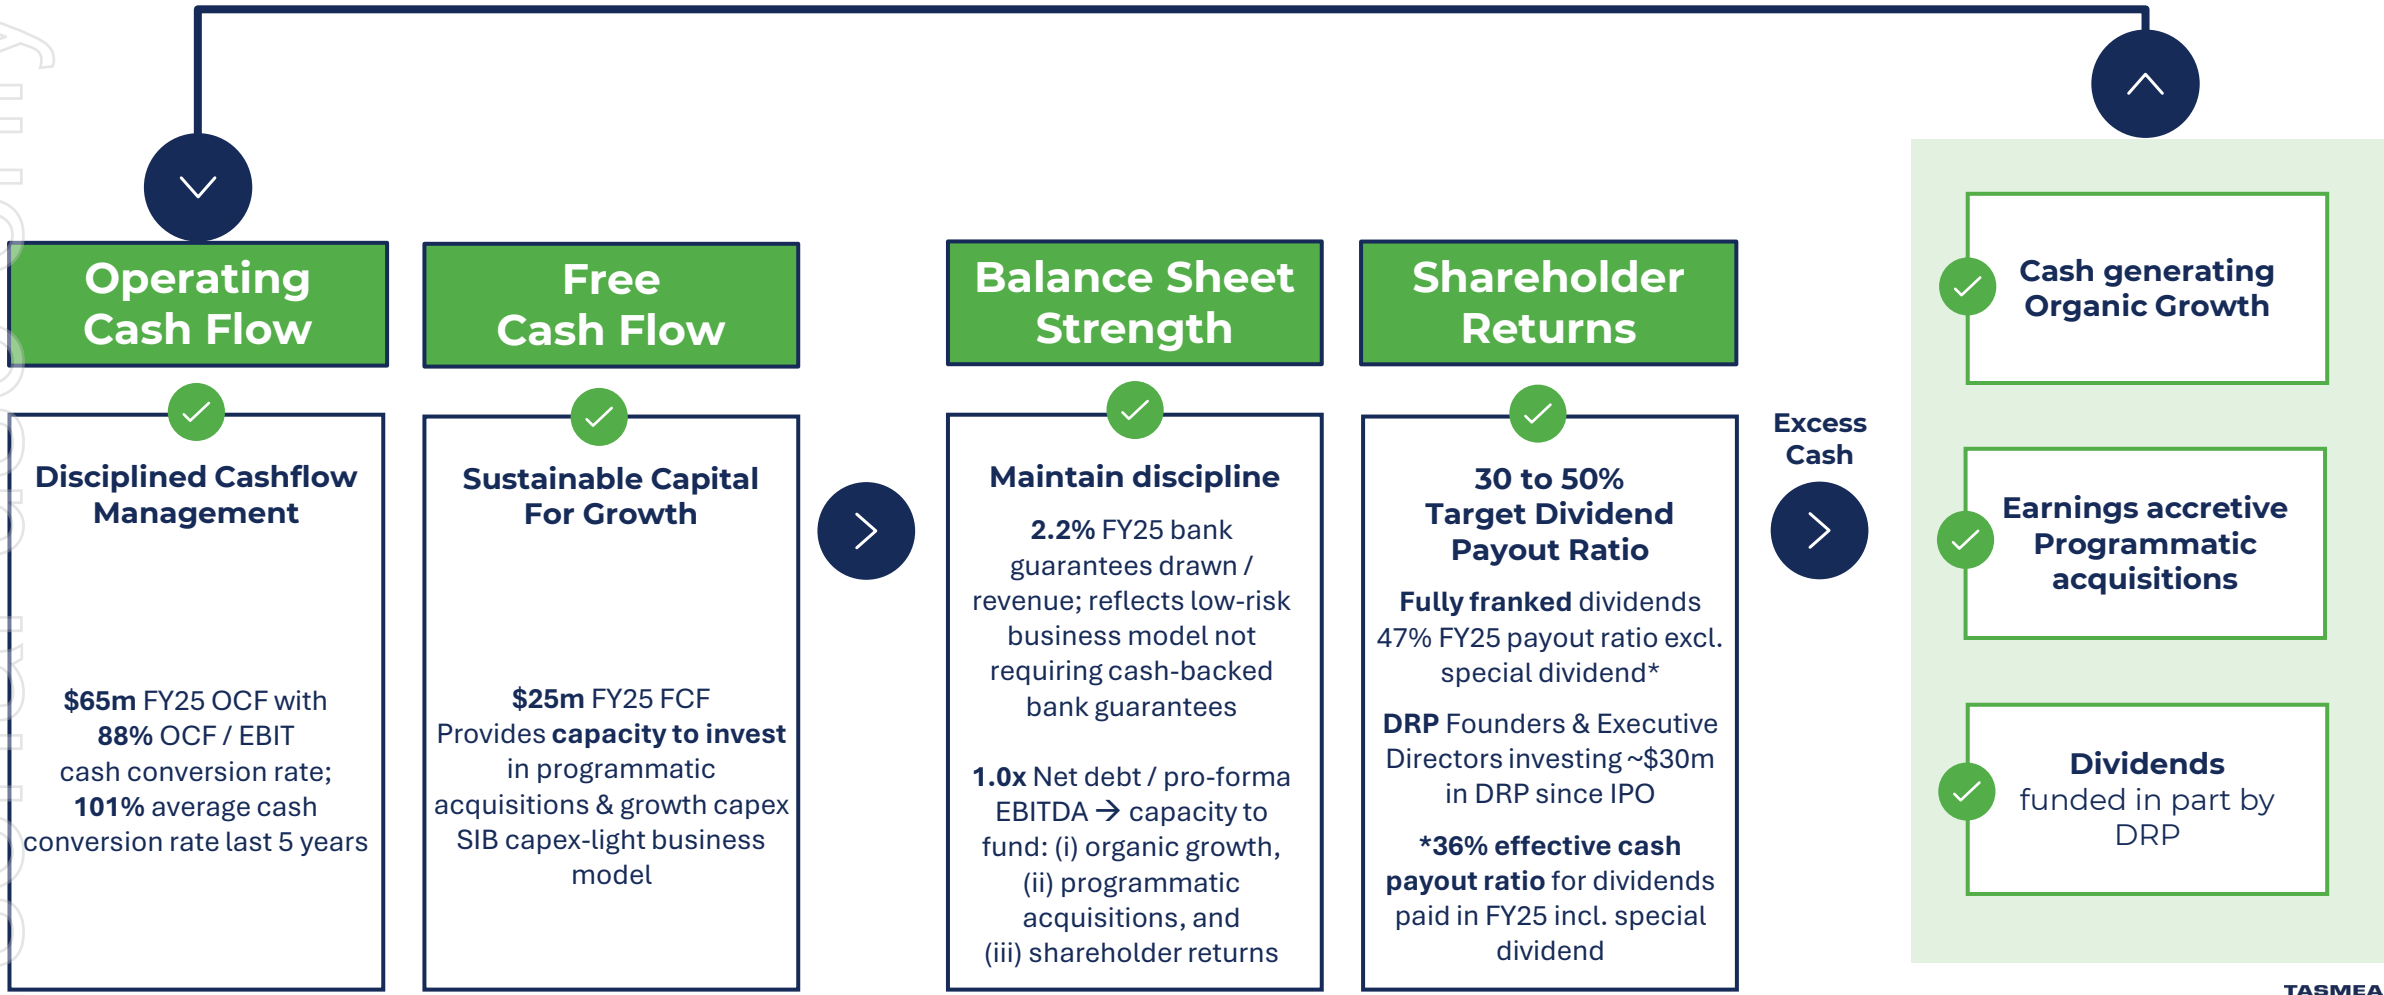 Operating
Cash Flow
Disciplined Cashflow
Management
$65m FY25 OCF with
88% OCF / EBIT
cash conversion rate;
101% average cash
conversion rate last 5 years
Free
Cash Flow
Sustainable Capital
For Growth
$25m FY25 FCF
Provides capacity to invest
in programmatic
acquisitions & growth capex
SIB capex-light business
model
Balance Sheet
Strength
Maintain discipline
2.2% FY25 bank
guarantees drawn /
revenue; reflects low-risk
business model not
requiring cash-backed
bank guarantees
1.0x Net debt / pro-forma
EBITDA → capacity to
fund: (i) organic growth,
(ii) programmatic
acquisitions, and
(iii) shareholder returns
Shareholder
Returns
30 to 50%
Target Dividend
Payout Ratio
Fully franked dividends
47% FY25 payout ratio excl.
special dividend*
DRP Founders & Executive
Directors investing ~$30m
in DRP since IPO
*36% effective cash
payout ratio for dividends
paid in FY25 incl. special
dividend
Excess
Cash
Cash generating
Organic Growth
Earnings accretive
Programmatic
acquisitions
Dividends
funded in part by
DRP
TASMEA